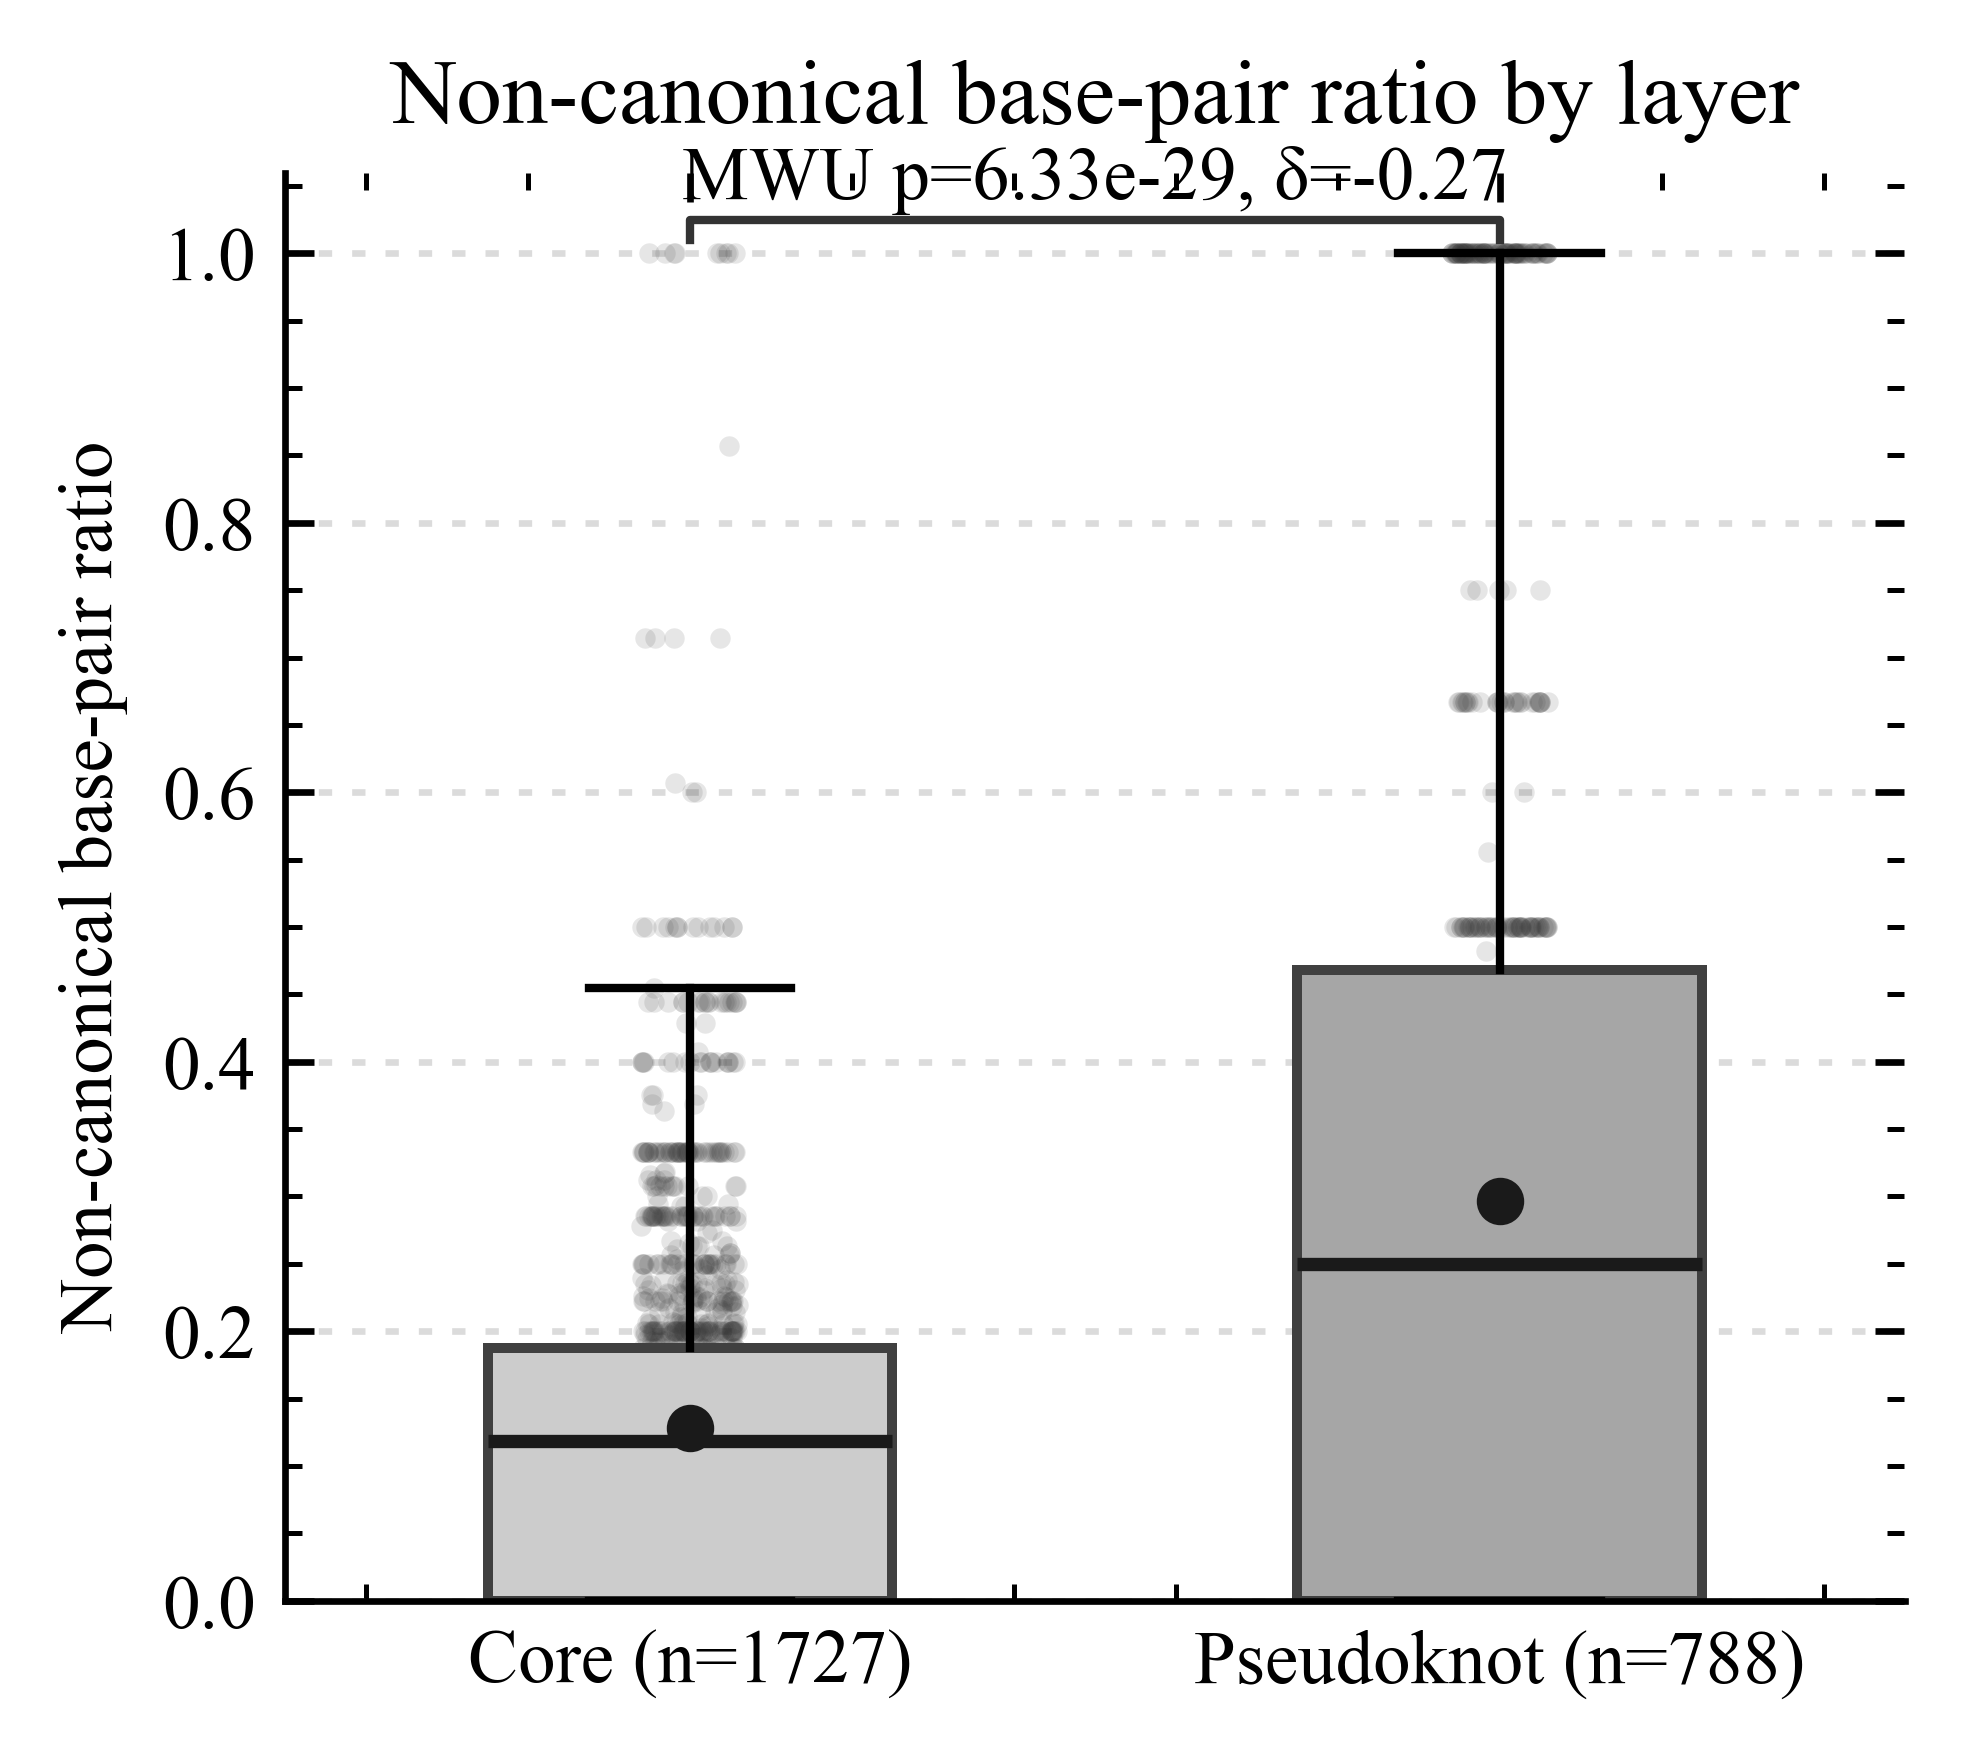 Non-canonical base-pair ratio by layer
MWU p=6.33e-29, δ=-0.27
Non-canonical base-pair ratio
1.0
0.8
0.6
0.4
0.2
0.0
Core (n=1727)
Pseudoknot (n=788)